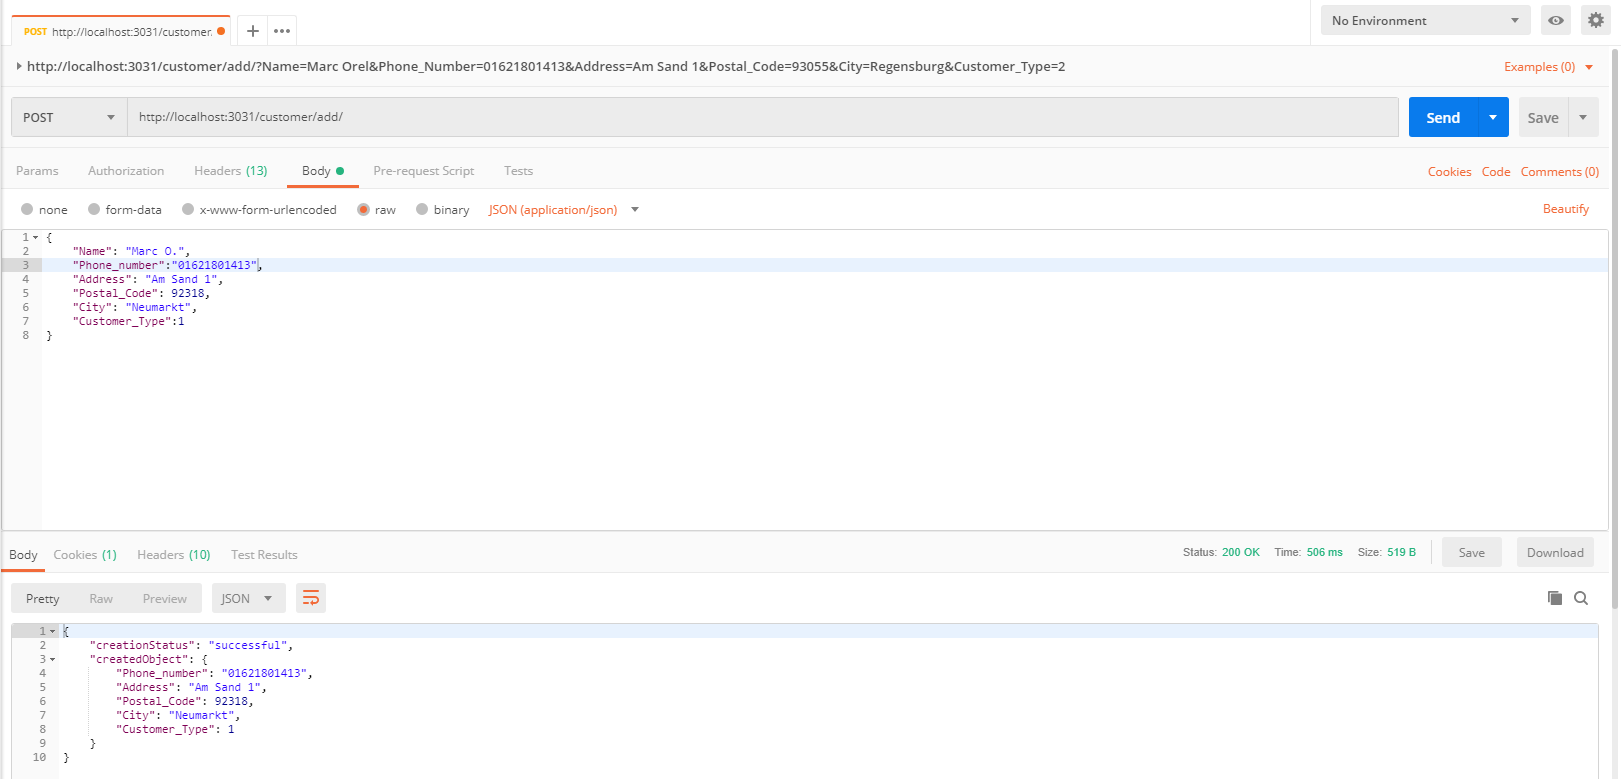 POST http://localhost:3031/customer. + ••• No Environment
http://localhost:3031/customer/add/?Name=Marc Orel&Phone_Number=01621801413&Address=Am Sand 1&Postal_Code=93055&City=Regensburg&Customer_Type=2 Examples (0)
POST http://localhost:3031/customer/add/ Send Save
Params Authorization Headers (13) Body Pre-request Script Tests Cookies Code Comments (0)
none form-data x-www-form-urlencoded raw binary JSON (application/json) Beautify
1 {
2 "Name": "Marc O.",
3 "Phone_number":"01621801413",
4 "Address": "Am Sand 1",
5 "Postal_Code": 92318,
6 "City": "Neumarkt",
7 "Customer_Type":1
8 }
Body Cookies (1) Headers (10) Test Results Status: 200 OK Time: 506 ms Size: 519 B Save Download
Pretty Raw Preview JSON
1 {
2 "creationStatus": "successful",
3 "createdObject": {
4 "Phone_number": "01621801413",
5 "Address": "Am Sand 1",
6 "Postal_Code": 92318,
7 "City": "Neumarkt",
8 "Customer_Type": 1
9 }
10 }